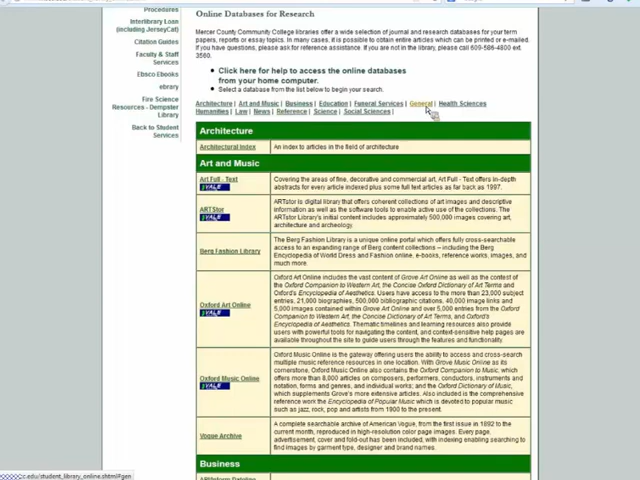 Procedures
Interlibrary Loan
(including JerseyCat)
Citation Guides
Faculty & Staff
Services
Ebsco Ebooks
ebrary
Fire Science
Resources - Dempster
Library
Back to Student
Services
Online Databases for Research
Mercer County Community College libraries offer a wide selection of journal and research databases for your term
papers, reports or essay topics. In many cases, it is possible to obtain entire articles which can be printed or e-mailed.
If you have questions, please ask for reference assistance. If you are not in the library, please call 609-586-4800 ext.
3560.
Click here for help to access the online databases
from your home computer.
Select a database from the list below to begin your search.
Architecture | Art and Music | Business | Education | Funeral Services | General | Health Sciences
Humanities | Law | News | Reference | Science | Social Sciences |
Architecture
Architectural Index An index to articles in the field of architecture
Art and Music
Art Full - Text
VALE
Covering the areas of fine, decorative and commercial art, Art Full - Text offers in-depth
abstracts for every article indexed plus some full text articles as far back as 1997.
ARTStor
VALE
ARTstor is digital library that offers coherent collections of art images and descriptive
information as well as the software tools to enable active use of the collections. The
ARTstor Library's initial content includes approximately 500,000 images covering art,
architecture and archeology.
Berg Fashion Library
The Berg Fashion Library is a unique online portal which offers fully cross-searchable
access to an expanding range of Berg content collections – including the Berg
Encyclopedia of World Dress and Fashion online, e-books, reference works, images, and
much more.
Oxford Art Online
VALE
Oxford Art Online includes the vast content of Grove Art Online as well as the content of
the Oxford Companion to Western Art, the Concise Oxford Dictionary of Art Terms, and
Oxford's Encyclopedia of Aesthetics. Users have access to the more than 23,000 subject
entries, 21,000 biographies, 500,000 bibliographic citations, 40,000 image links and
5,000 images contained within Grove Art Online and over 5,000 entries from the Oxford
Companion to Western Art, the Concise Dictionary of Art Terms, and Oxford's
Encyclopedia of Aesthetics. Thematic timelines and learning resources also provide
users with powerful tools for navigating the content, and context-sensitive help pages are
available throughout the site to guide users through the features and functionality.
Oxford Music Online
VALE
Oxford Music Online is the gateway offering users the ability to access and cross-search
multiple music reference resources in one location. With Grove Music Online as its
cornerstone, Oxford Music Online also contains the Oxford Companion to Music, which
offers more than 8,000 articles on composers, performers, conductors, instruments and
notation, forms and genres, and individual works; and the Oxford Dictionary of Music,
which supplements Grove's more extensive articles. Also included is the comprehensive
reference work the Encyclopedia of Popular Music which is devoted to popular music
such as jazz, rock, pop and artists from 1900 to the present.
Vogue Archive
A complete searchable archive of American Vogue, from the first issue in 1892 to the
current month, reproduced in high-resolution color page images. Every page,
advertisement, cover and fold-out has been included, with indexing enabling searching to
find images by garment type, designer and brand names.
Business
c.edu/student_library_online.shtml#gen